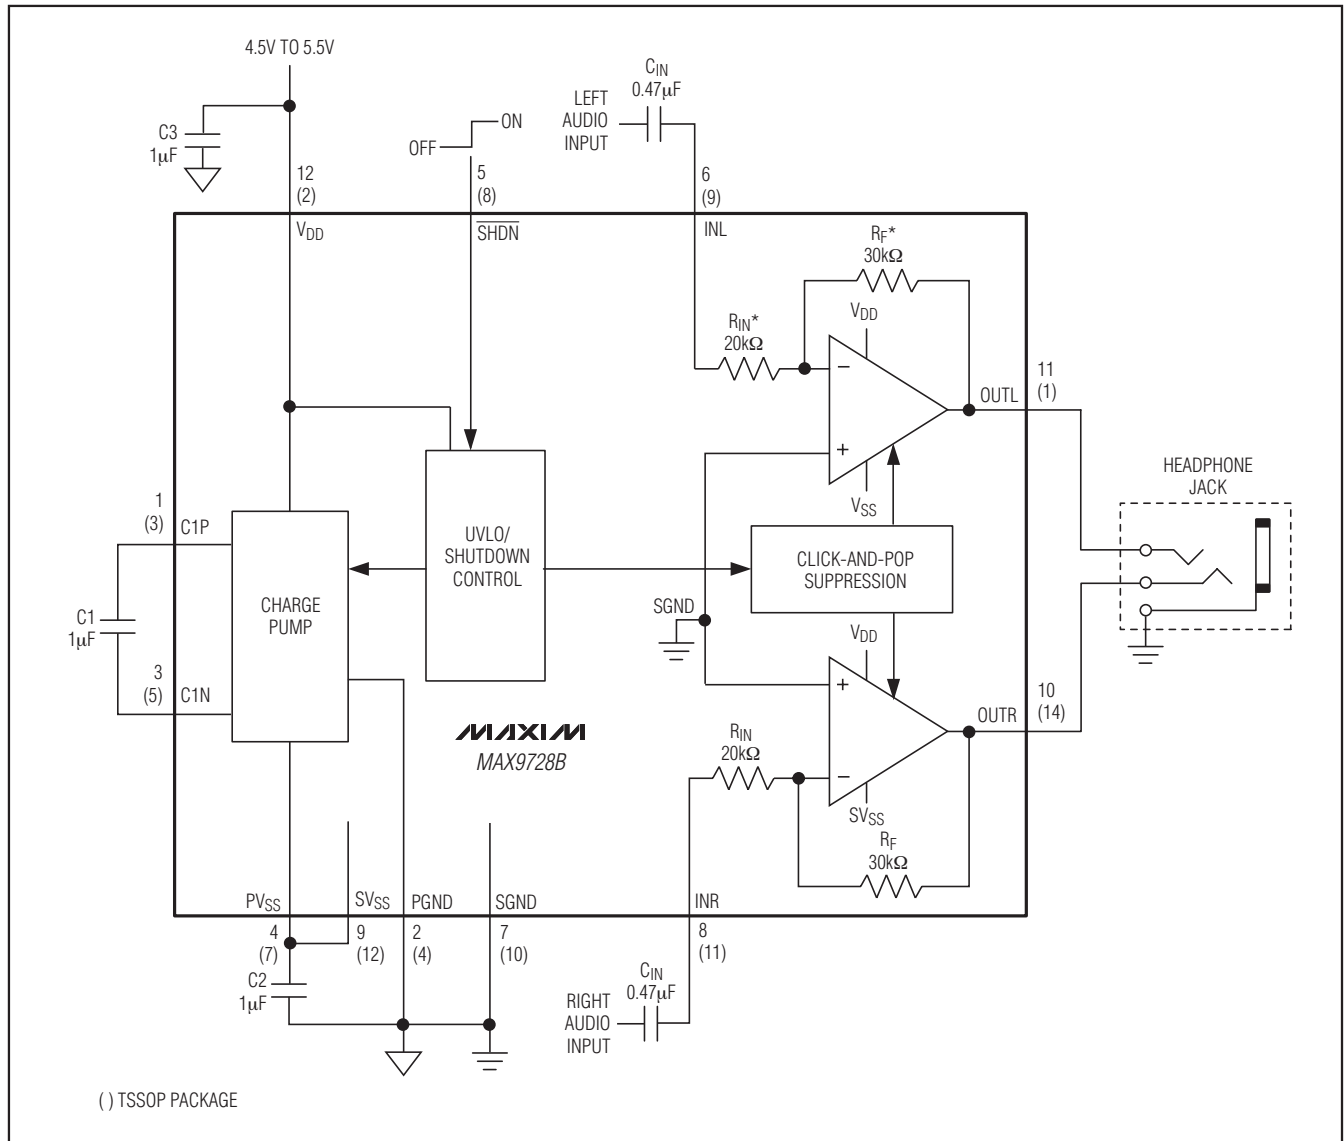 4.5V TO 5.5V
C3
1μF
12
(2)
VDD
OFF
ON
5
(8)
SHDN
LEFT
AUDIO
INPUT
CIN
0.47μF
6
(9)
INL
RF*
30kΩ
RIN*
20kΩ
VDD
−
+
VSS
OUTL
11
(1)
HEADPHONE
JACK
1
(3)
C1P
C1
1μF
3
(5)
C1N
CHARGE
PUMP
UVLO/
SHUTDOWN
CONTROL
CLICK-AND-POP
SUPPRESSION
SGND
VDD
+
−
SVSS
OUTR
10
(14)
MAXIM
MAX9728B
RIN
20kΩ
RF
30kΩ
PVSS
4
(7)
SVSS
9
(12)
PGND
2
(4)
SGND
7
(10)
INR
8
(11)
C2
1μF
RIGHT
AUDIO
INPUT
CIN
0.47μF
( ) TSSOP PACKAGE